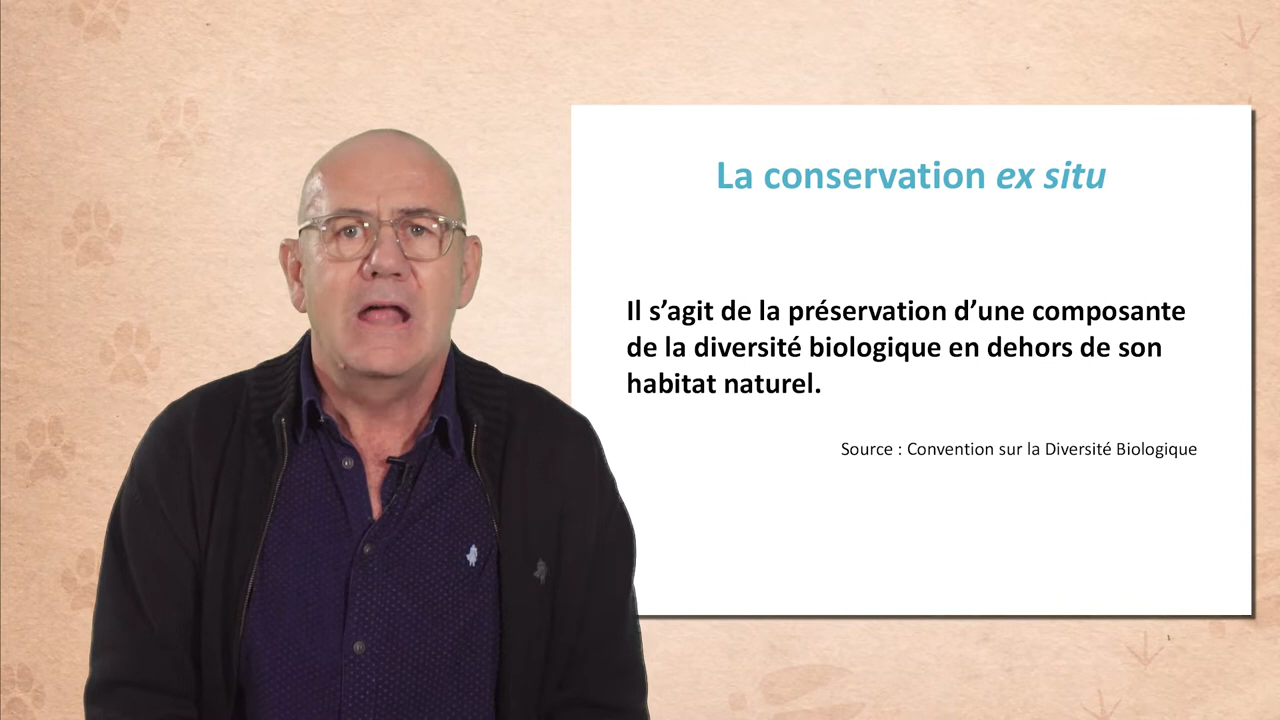 La conservation ex situ
Il s’agit de la préservation d’une composante
de la diversité biologique en dehors de son
habitat naturel.
Source : Convention sur la Diversité Biologique